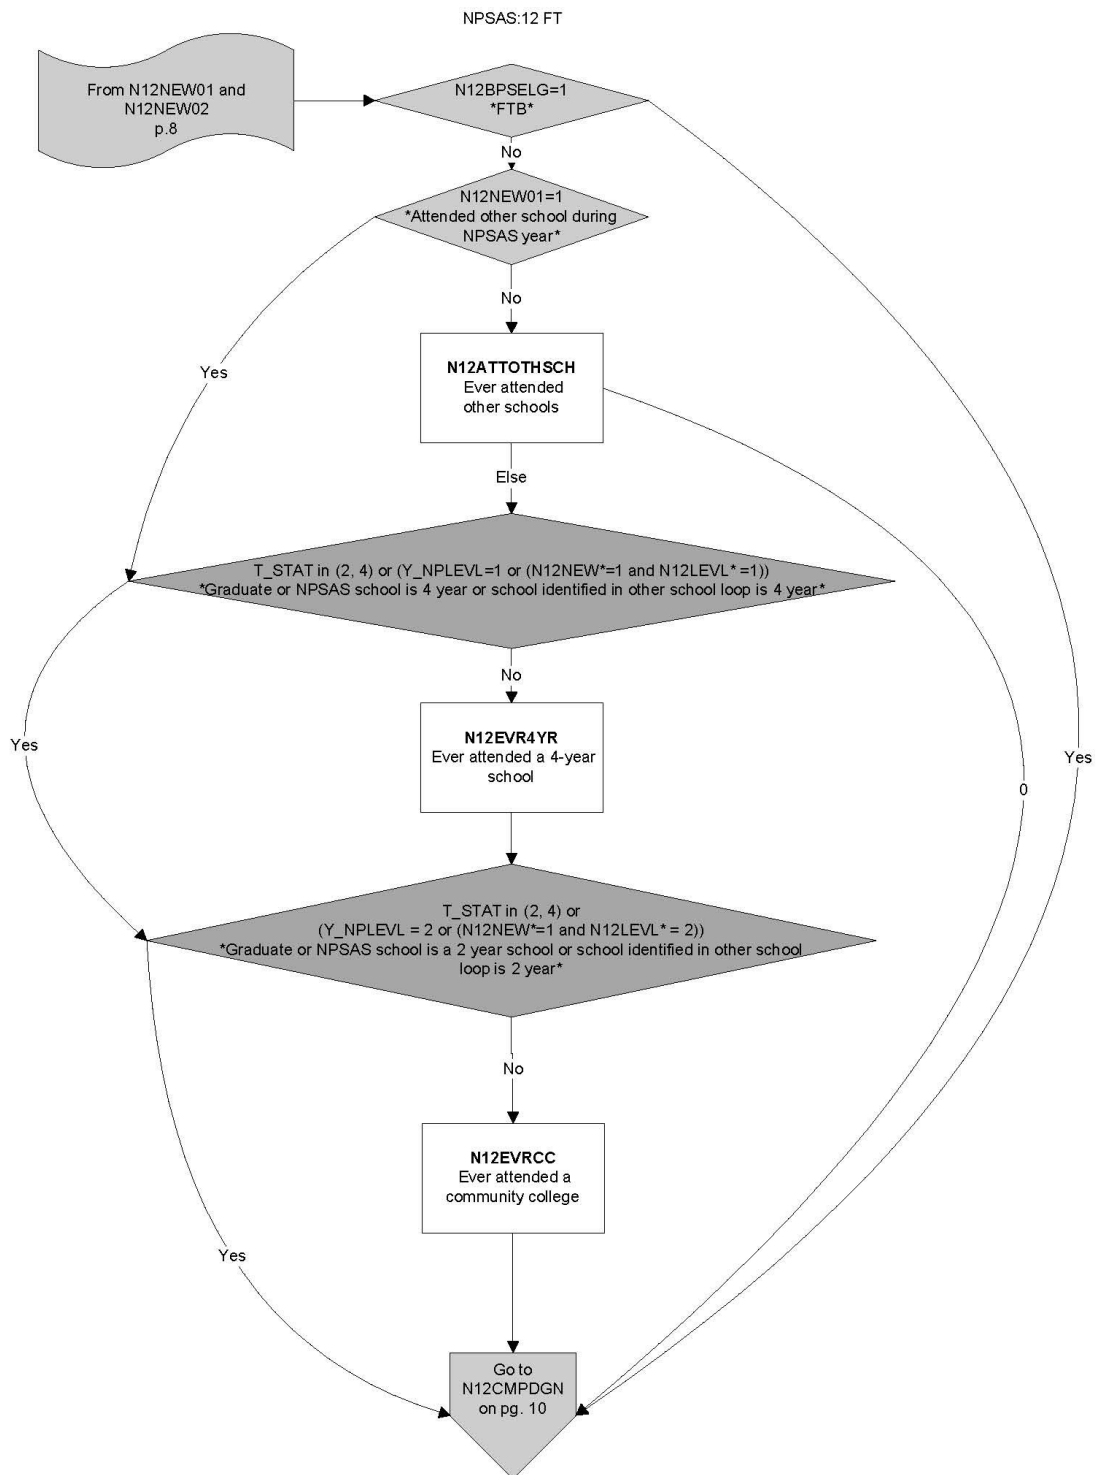 NPSAS:12 FT
From N12NEW01 and
N12NEW02
p.8
N12BPSELG=1
*FTB*
No
N12NEW01=1
*Attended other school during
NPSAS year*
No
Yes
N12ATTOTHSCH
Ever attended
other schools
Else
T_STAT in (2, 4) or (Y_NPLEVL=1 or (N12NEW*=1 and N12LEVL* =1))
*Graduate or NPSAS school is 4 year or school identified in other school loop is 4 year*
No
N12EVR4YR
Ever attended a 4-year
school
Yes
Yes
0
T_STAT in (2, 4) or
(Y_NPLEVL = 2 or (N12NEW*=1 and N12LEVL* = 2))
*Graduate or NPSAS school is a 2 year school or school identified in other school
loop is 2 year*
No
N12EVRCC
Ever attended a
community college
Yes
Go to
N12CMPDGN
on pg. 10